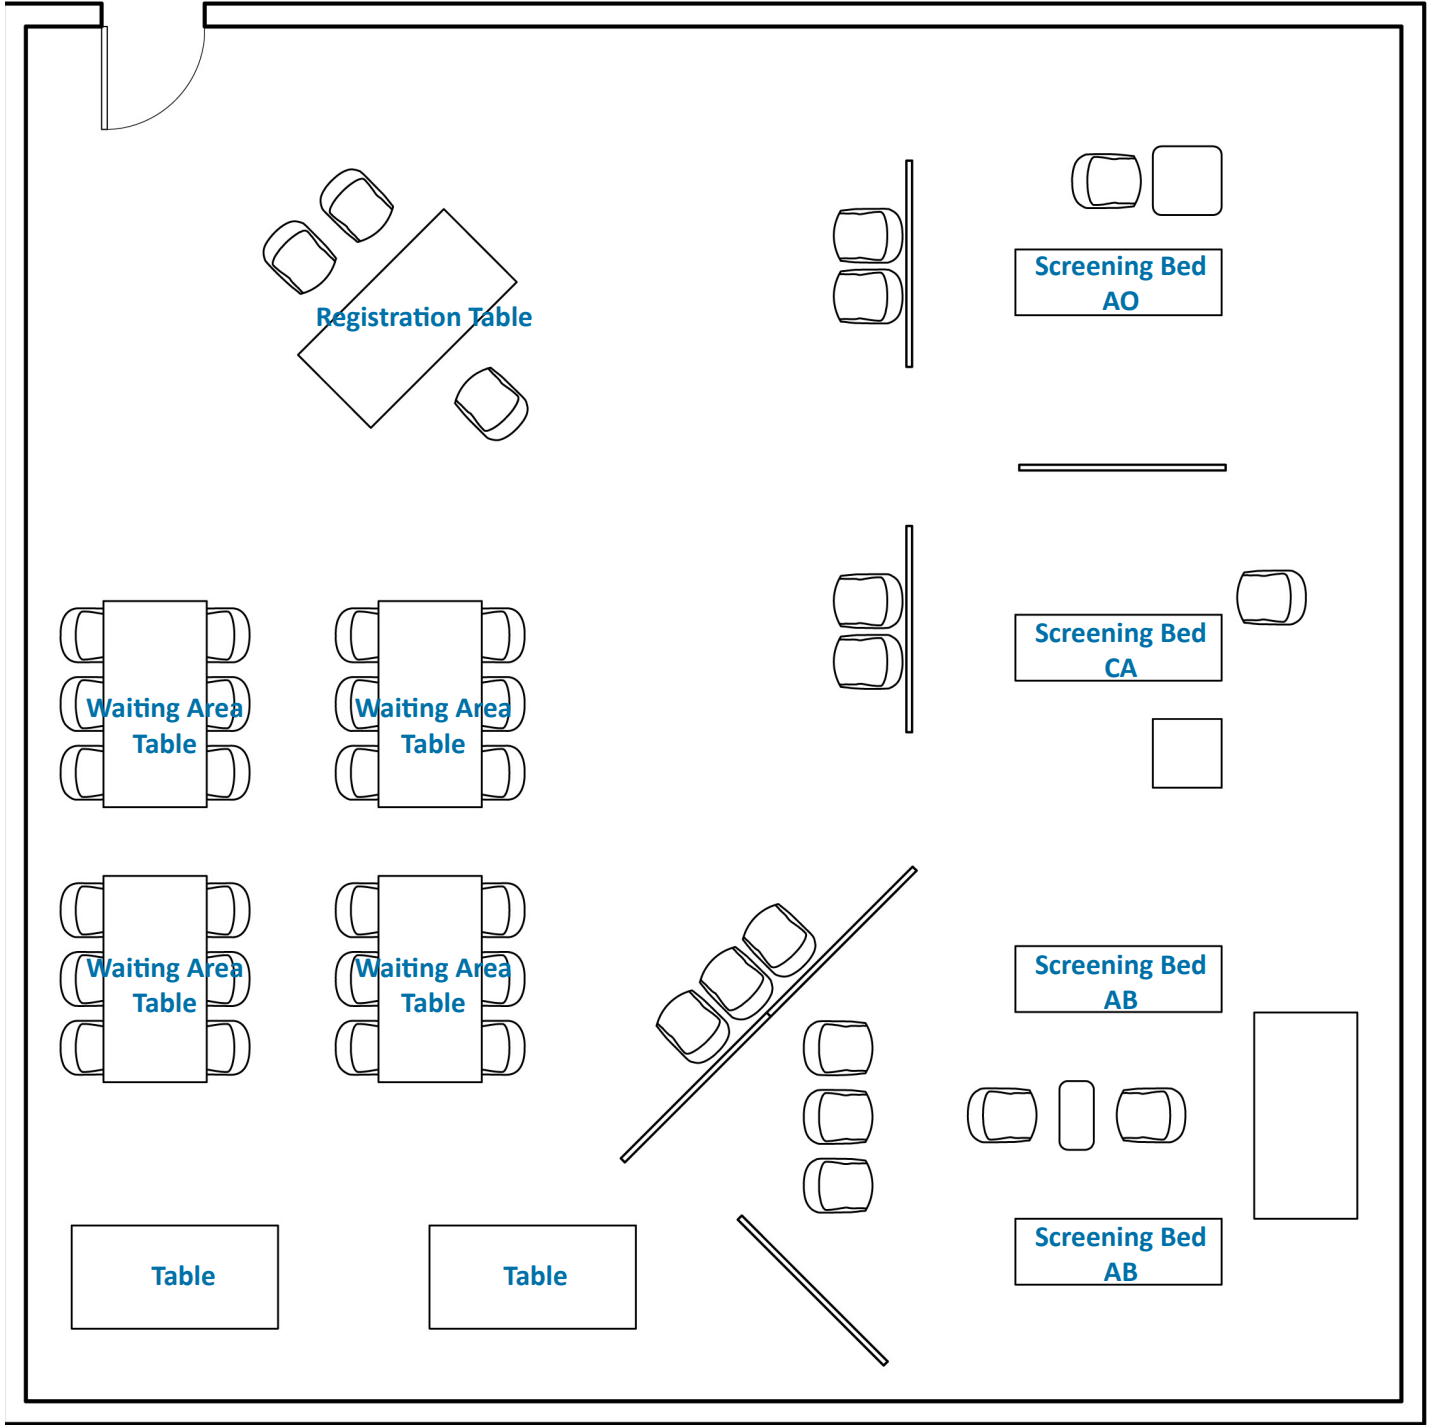 Screening Bed
AO
Registration Table
Screening Bed
CA
Waiting Area
Table
Waiting Area
Table
Waiting Area
Table
Waiting Area
Table
Screening Bed
AB
Screening Bed
AB
Table
Table